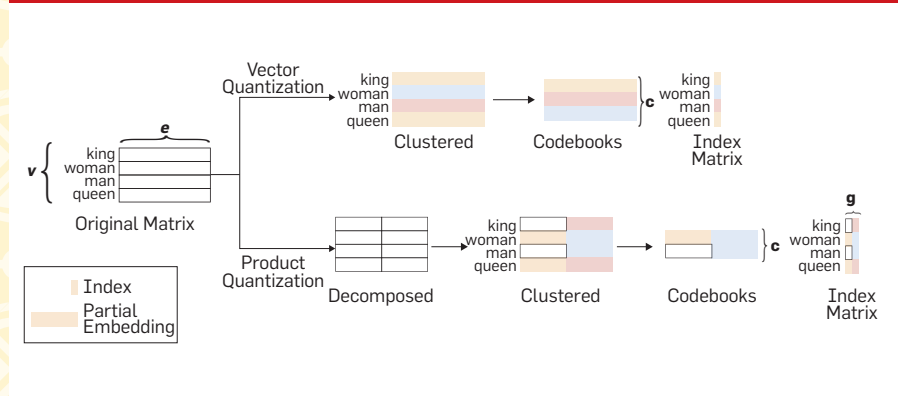 Vector
Quantization
king
woman
man
queen
Clustered
c
Codebooks
king
woman
man
queen
Index
Matrix
e
v
king
woman
man
queen
Original Matrix
Product
Quantization
Decomposed
king
woman
man
queen
Clustered
c
Codebooks
g
king
woman
man
queen
Index
Matrix
Index
Partial
Embedding